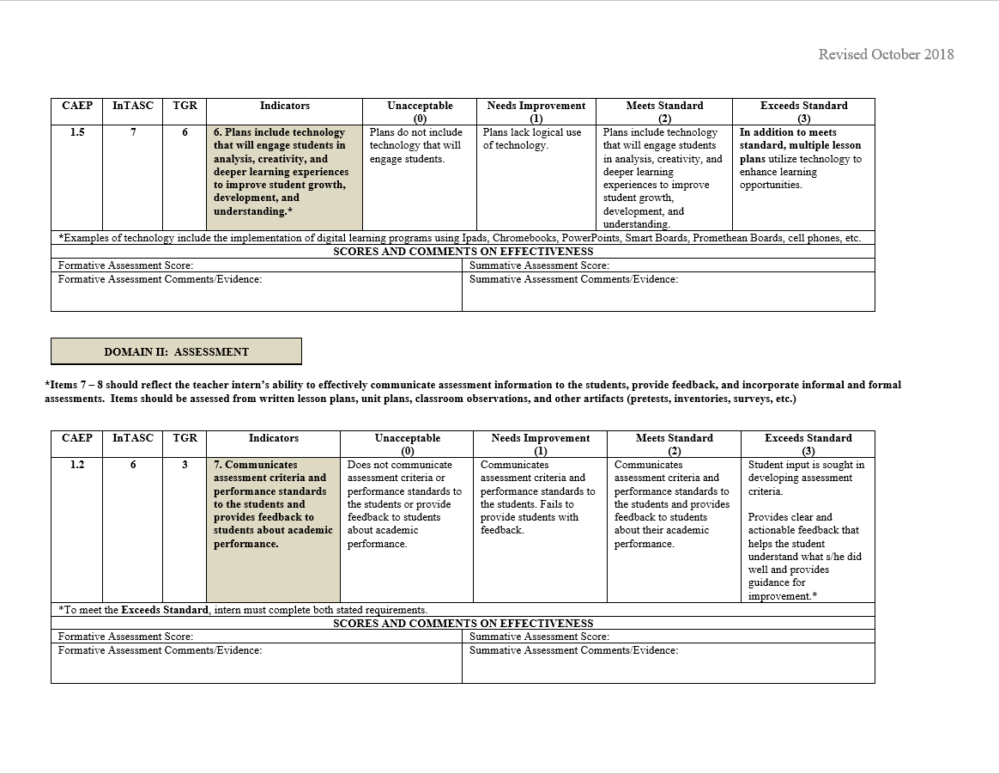 Revised October 2018
CAEP InTASC TGR Indicators Unacceptable (0) Needs Improvement (1) Meets Standard (2) Exceeds Standard (3)
1.5 7 6
6. Plans include technology
that will engage students in
analysis, creativity, and
deeper learning experiences
to improve student growth,
development, and
understanding.*
Plans do not include
technology that will
engage students.
Plans lack logical use
of technology.
Plans include technology
that will engage students
in analysis, creativity, and
deeper learning
experiences to improve
student growth,
development, and
understanding.
In addition to meets
standard, multiple lesson
plans utilize technology to
enhance learning
opportunities.
*Examples of technology include the implementation of digital learning programs using Ipads, Chromebooks, PowerPoints, Smart Boards, Promethean Boards, cell phones, etc.
SCORES AND COMMENTS ON EFFECTIVENESS
Formative Assessment Score: Summative Assessment Score:
Formative Assessment Comments/Evidence: Summative Assessment Comments/Evidence:
DOMAIN II: ASSESSMENT
*Items 7 – 8 should reflect the teacher intern’s ability to effectively communicate assessment information to the students, provide feedback, and incorporate informal and formal
assessments. Items should be assessed from written lesson plans, unit plans, classroom observations, and other artifacts (pretests, inventories, surveys, etc.)
CAEP InTASC TGR Indicators Unacceptable (0) Needs Improvement (1) Meets Standard (2) Exceeds Standard (3)
1.2 6 3
7. Communicates
assessment criteria and
performance standards
to the students and
provides feedback to
students about academic
performance.
Does not communicate
assessment criteria or
performance standards to
the students or provide
feedback to students
about academic
performance.
Communicates
assessment criteria and
performance standards to
the students. Fails to
provide students with
feedback.
Communicates
assessment criteria and
performance standards to
the students and provides
feedback to students
about their academic
performance.
Student input is sought in
developing assessment
criteria.
Provides clear and
actionable feedback that
helps the student
understand what s/he did
well and provides
guidance for
improvement.*
*To meet the Exceeds Standard, intern must complete both stated requirements.
SCORES AND COMMENTS ON EFFECTIVENESS
Formative Assessment Score: Summative Assessment Score:
Formative Assessment Comments/Evidence: Summative Assessment Comments/Evidence: